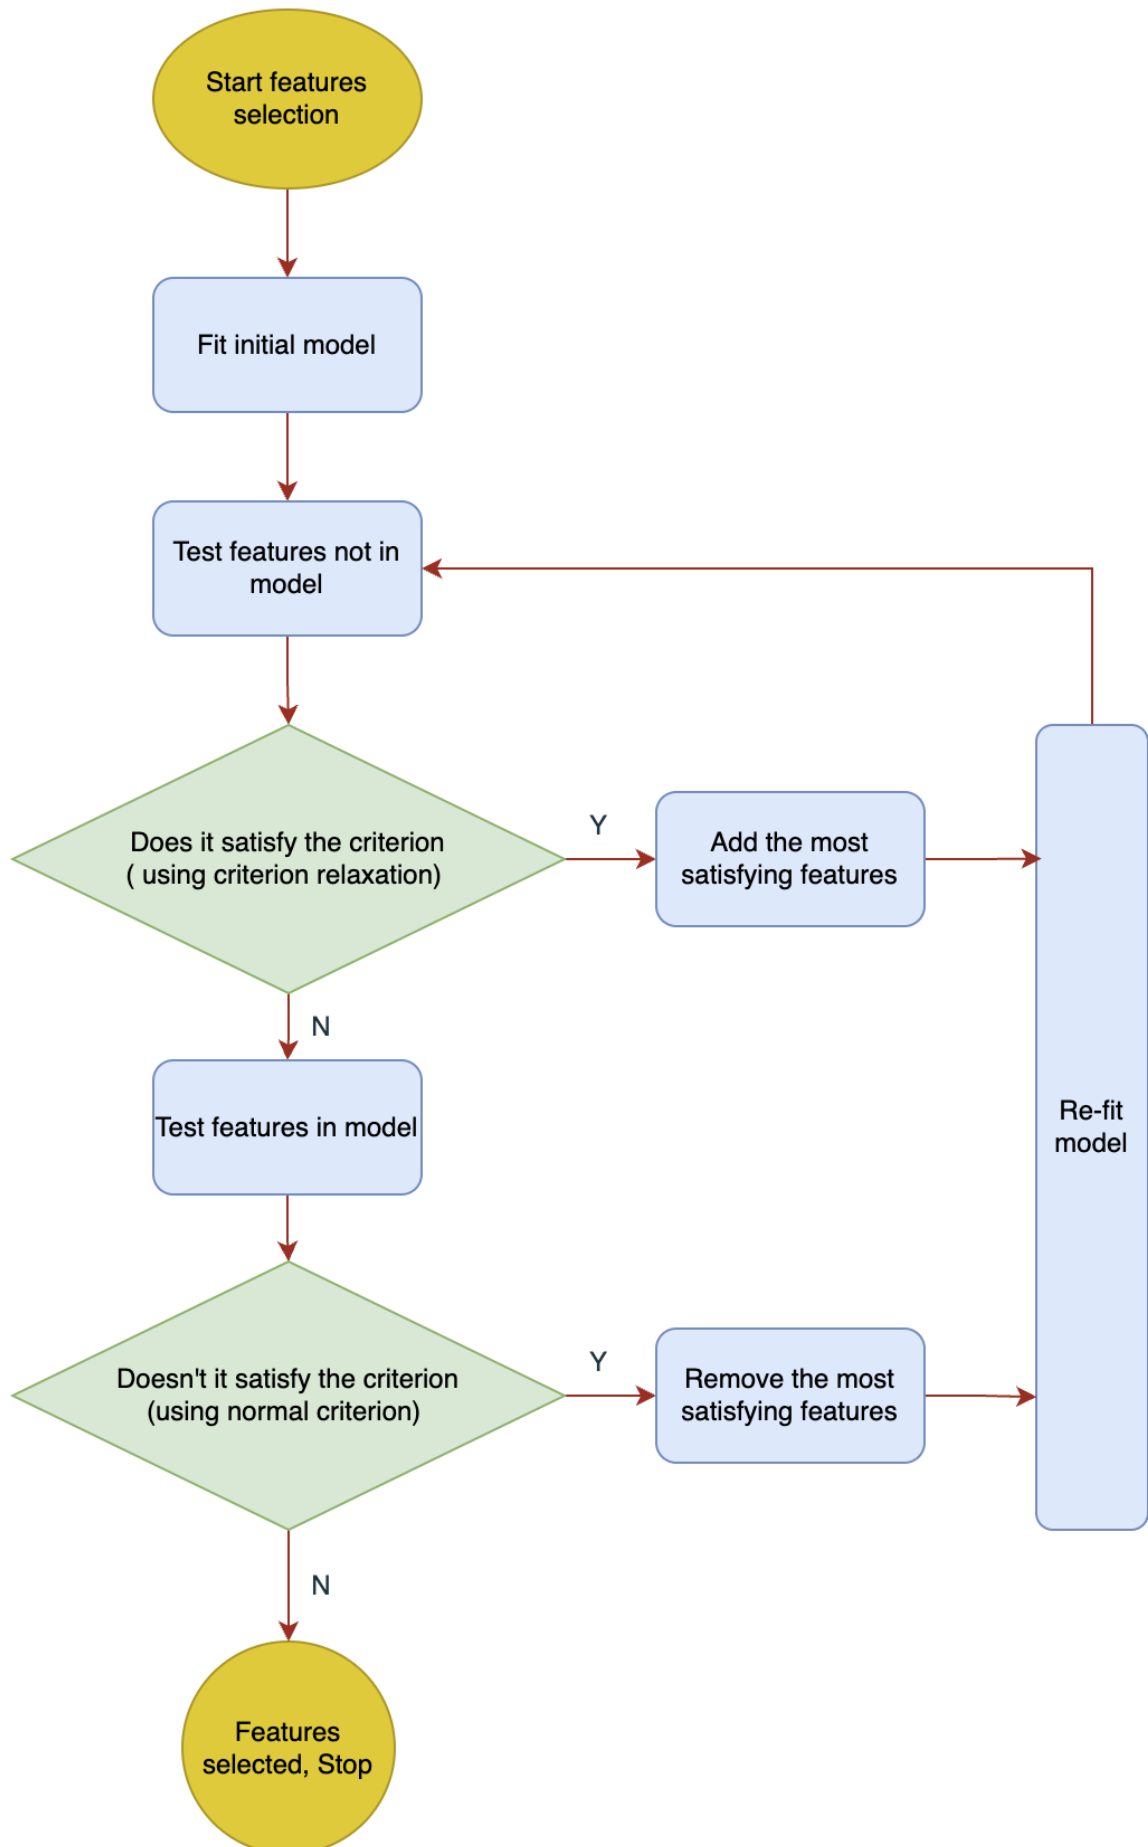 Start features
selection
Fit initial model
Test features not in
model
Does it satisfy the criterion
( using criterion relaxation)
Y
Add the most
satisfying features
N
Test features in model
Re-fit
model
Doesn't it satisfy the criterion
(using normal criterion)
Y
Remove the most
satisfying features
N
Features
selected, Stop